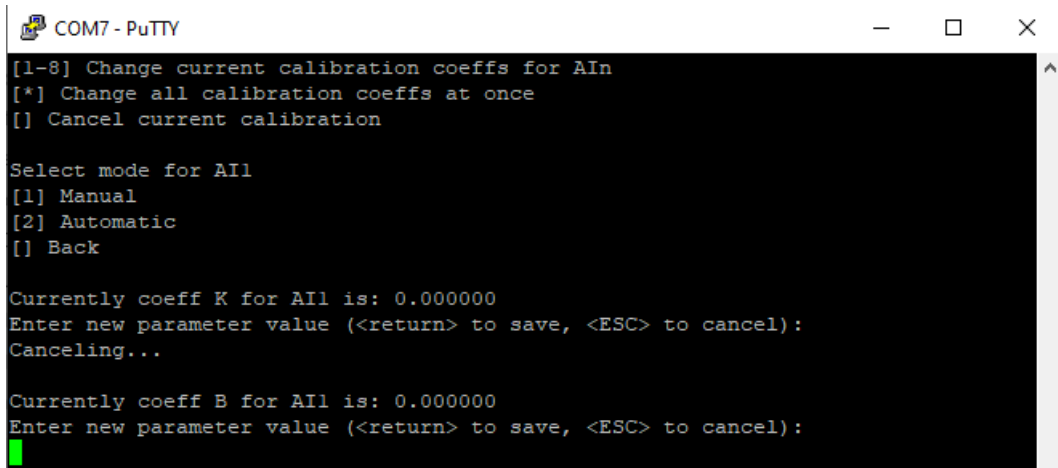 COM7 - PuTTY
[1-8] Change current calibration coeffs for AIn
[*] Change all calibration coeffs at once
[] Cancel current calibration
Select mode for AI1
[1] Manual
[2] Automatic
[] Back
Currently coeff K for AI1 is: 0.000000
Enter new parameter value (<return> to save, <ESC> to cancel):
Canceling...
Currently coeff B for AI1 is: 0.000000
Enter new parameter value (<return> to save, <ESC> to cancel):